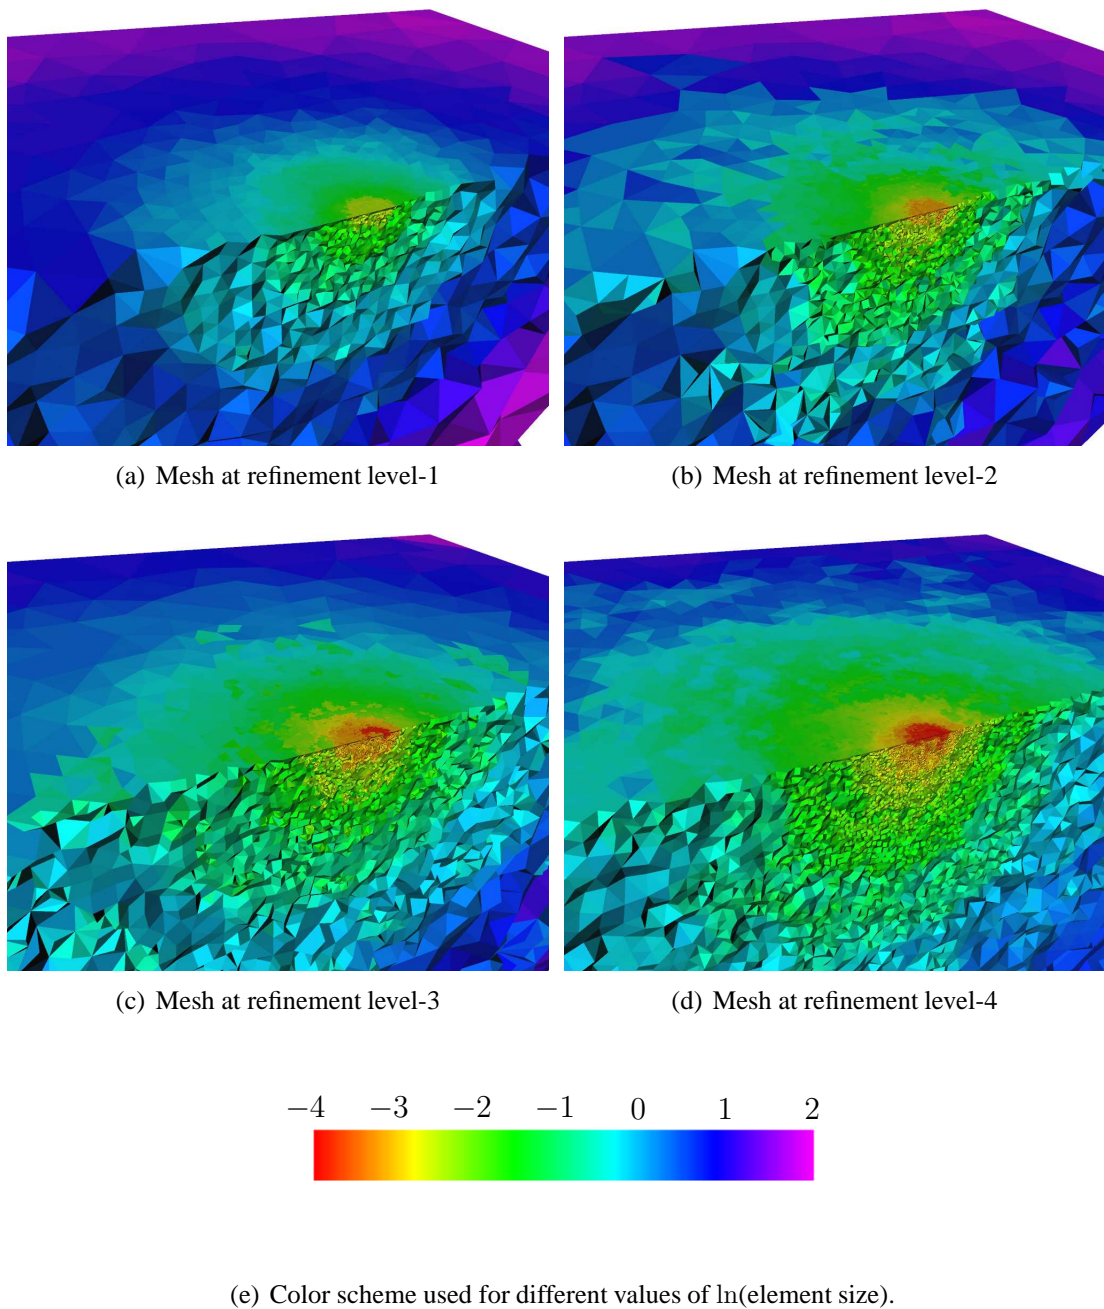 (a) Mesh at refinement level-1
(b) Mesh at refinement level-2
(c) Mesh at refinement level-3
(d) Mesh at refinement level-4
−4 −3 −2 −1 0 1 2
(e) Color scheme used for different values of ln(element size).